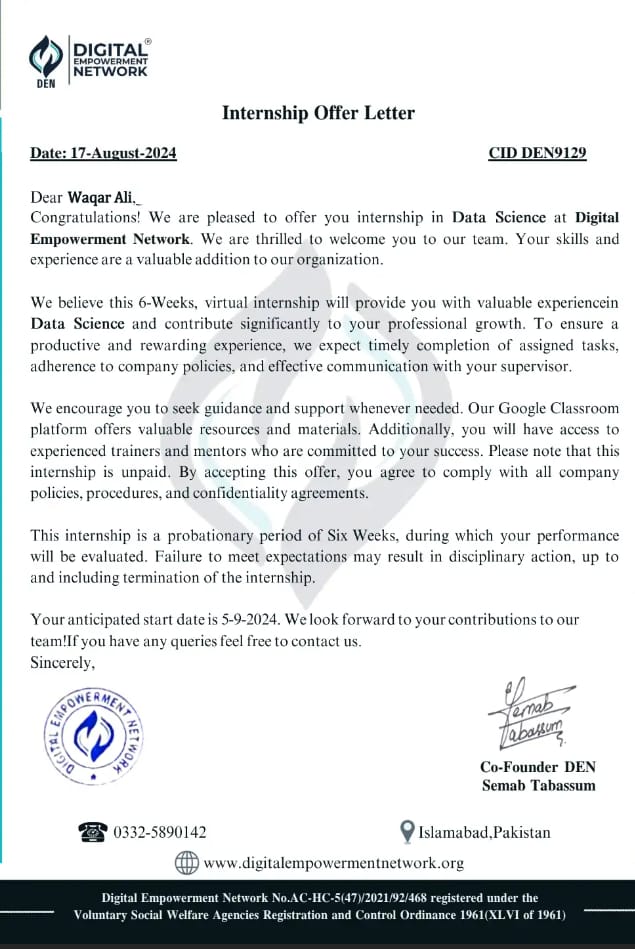 DIGITAL®
EMPOWERMENT
NETWORK
DEN
Internship Offer Letter
Date: 17-August-2024
CID DEN9129
Dear Waqar Ali,_
Congratulations! We are pleased to offer you internship in Data Science at Digital
Empowerment Network. We are thrilled to welcome you to our team. Your skills and
experience are a valuable addition to our organization.
We believe this 6-Weeks, virtual internship will provide you with valuable experiencein
Data Science and contribute significantly to your professional growth. To ensure a
productive and rewarding experience, we expect timely completion of assigned tasks,
adherence to company policies, and effective communication with your supervisor.
We encourage you to seek guidance and support whenever needed. Our Google Classroom
platform offers valuable resources and materials. Additionally, you will have access to
experienced trainers and mentors who are committed to your success. Please note that this
internship is unpaid. By accepting this offer, you agree to comply with all company
policies, procedures, and confidentiality agreements.
This internship is a probationary period of Six Weeks, during which your performance
will be evaluated. Failure to meet expectations may result in disciplinary action, up to
and including termination of the internship.
Your anticipated start date is 5-9-2024. We look forward to your contributions to our
team!If you have any queries feel free to contact us.
Sincerely,
DIGITAL EMPOWERMENT NETWORK
Semab
Tabassum
Co-Founder DEN
Semab Tabassum
0332-5890142
Islamabad,Pakistan
www.digitalempowermentnetwork.org
Digital Empowerment Network No.AC-HC-5(47)/2021/92/468 registered under the
Voluntary Social Welfare Agencies Registration and Control Ordinance 1961(XLVI of 1961)